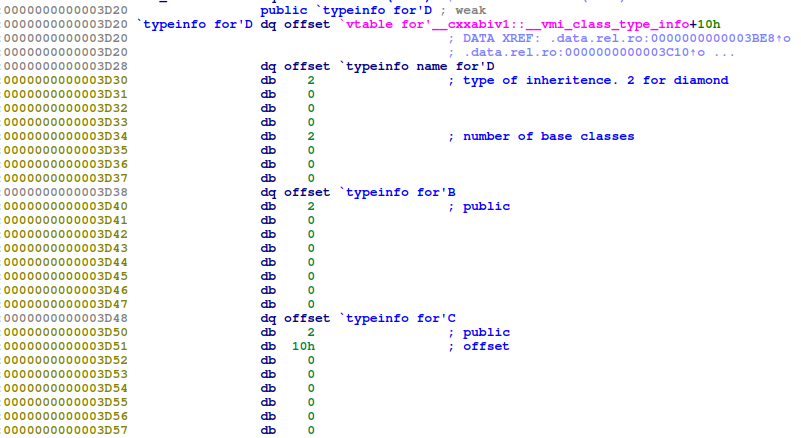 :0000000000003D20 public `typeinfo for'D ; weak
:0000000000003D20 `typeinfo for'D dq offset `vtable for'__cxxabiv1::__vmi_class_type_info+10h
:0000000000003D20 ; DATA XREF: .data.rel.ro:0000000000003BE8↑o
:0000000000003D20 ; .data.rel.ro:0000000000003C10↑o ...
:0000000000003D28 dq offset `typeinfo name for'D
:0000000000003D30 db 2 ; type of inheritence. 2 for diamond
:0000000000003D31 db 0
:0000000000003D32 db 0
:0000000000003D33 db 0
:0000000000003D34 db 2 ; number of base classes
:0000000000003D35 db 0
:0000000000003D36 db 0
:0000000000003D37 db 0
:0000000000003D38 dq offset `typeinfo for'B
:0000000000003D40 db 2 ; public
:0000000000003D41 db 0
:0000000000003D42 db 0
:0000000000003D43 db 0
:0000000000003D44 db 0
:0000000000003D45 db 0
:0000000000003D46 db 0
:0000000000003D47 db 0
:0000000000003D48 dq offset `typeinfo for'C
:0000000000003D50 db 2 ; public
:0000000000003D51 db 10h ; offset
:0000000000003D52 db 0
:0000000000003D53 db 0
:0000000000003D54 db 0
:0000000000003D55 db 0
:0000000000003D56 db 0
:0000000000003D57 db 0